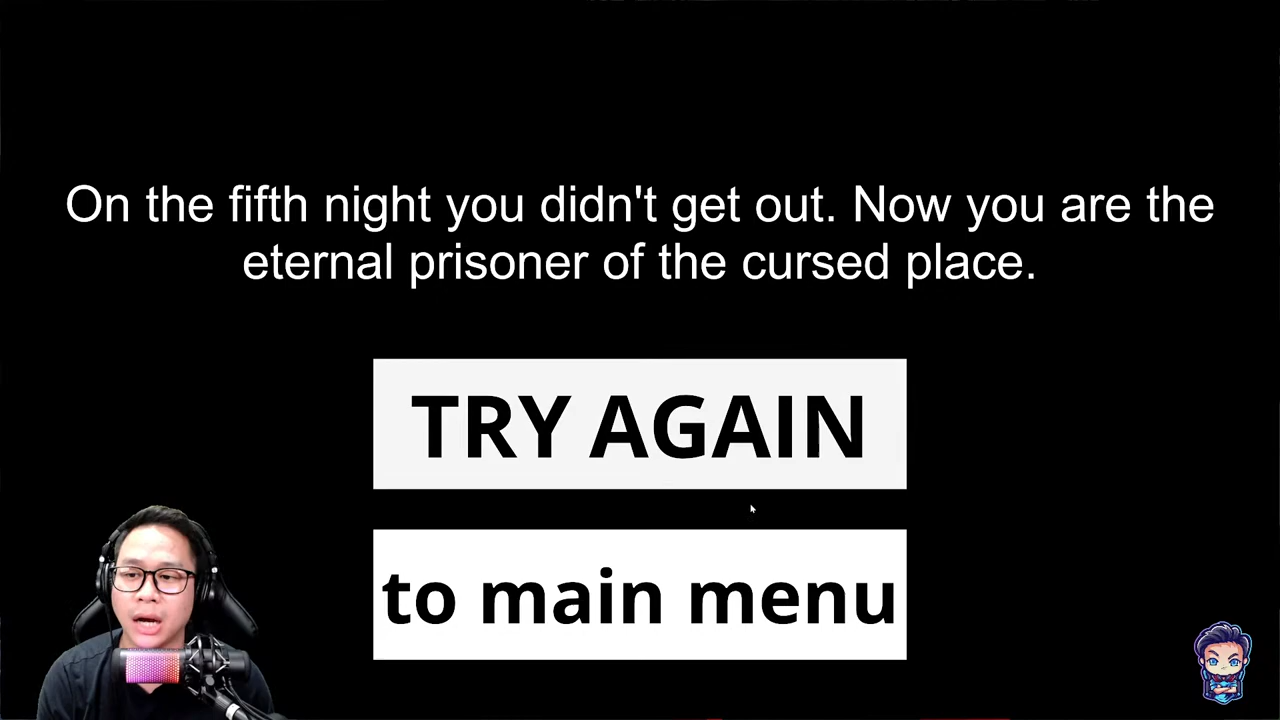 On the fifth night you didn't get out. Now you are the
eternal prisoner of the cursed place.
TRY AGAIN
to main menu